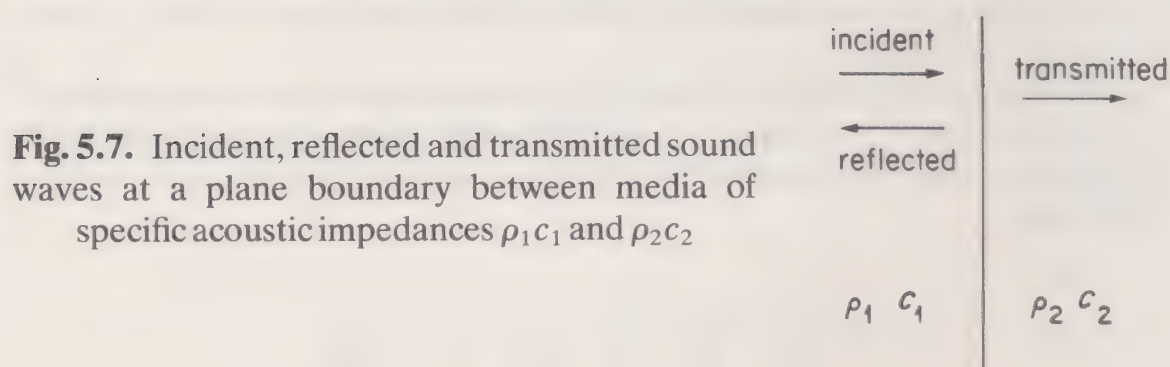 Fig. 5.7. Incident, reflected and transmitted sound
waves at a plane boundary between media of
specific acoustic impedances ρ₁c₁ and ρ₂c₂
incident
transmitted
reflected
ρ₁ c₁
ρ₂ c₂